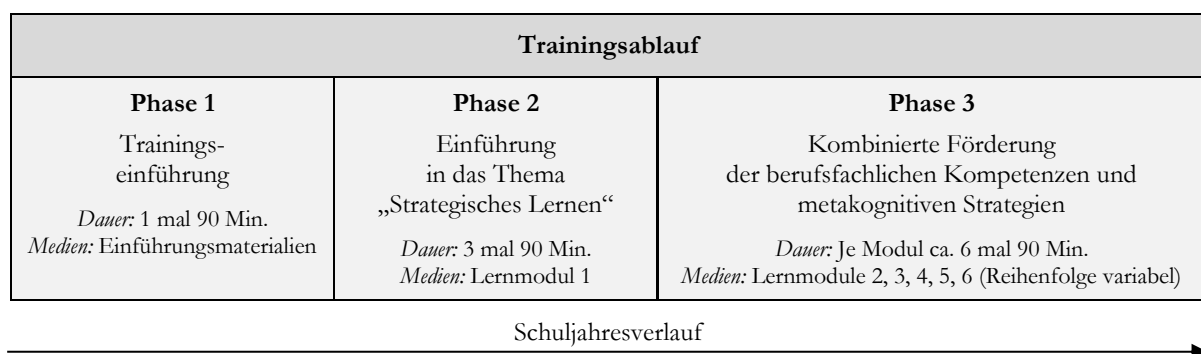 Trainingsablauf
Phase 1
Trainings-
einführung
Dauer: 1 mal 90 Min.
Medien: Einführungsmaterialien
Phase 2
Einführung
in das Thema
„Strategisches Lernen“
Dauer: 3 mal 90 Min.
Medien: Lernmodul 1
Phase 3
Kombinierte Förderung
der berufsfachlichen Kompetenzen und
metakognitiven Strategien
Dauer: Je Modul ca. 6 mal 90 Min.
Medien: Lernmodule 2, 3, 4, 5, 6 (Reihenfolge variabel)
Schuljahresverlauf